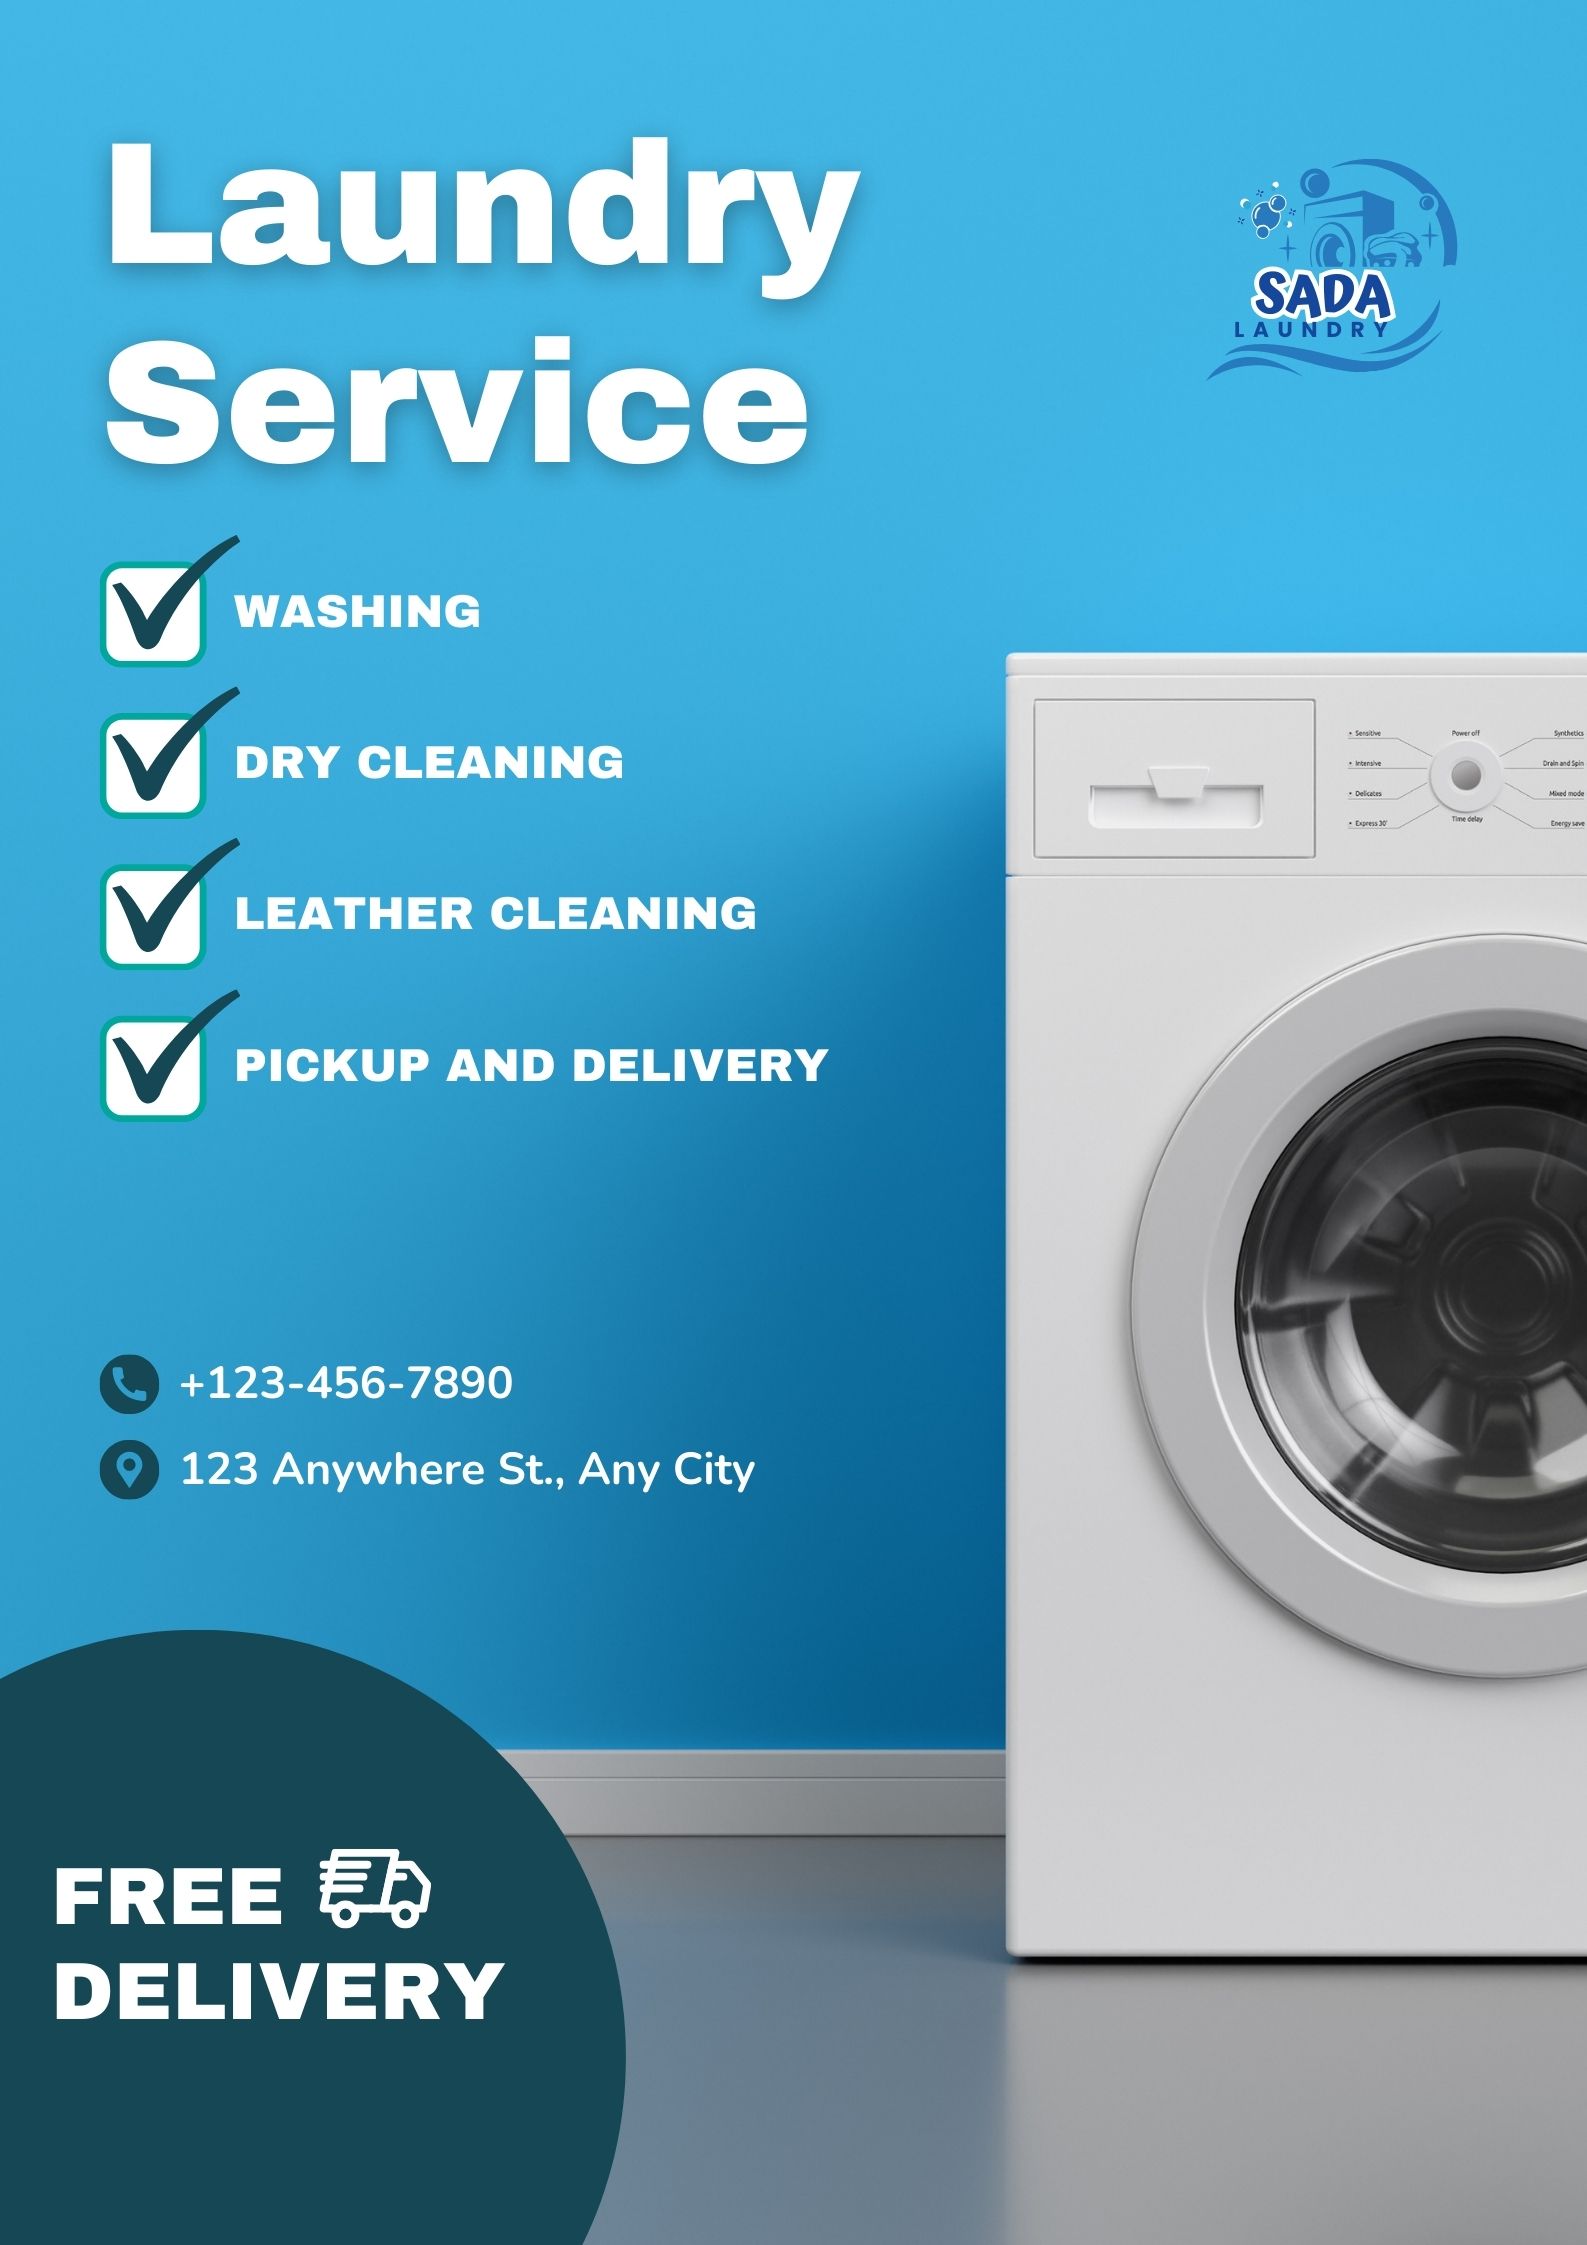 Laundry
Service
SADA
LAUNDRY
WASHING
DRY CLEANING
LEATHER CLEANING
PICKUP AND DELIVERY
• Sensitive
Power off
Synthetics
• Intensive
Drain and Spin
• Delicates
Mixed mode
• Express 30'
Time delay
Energy save
+123-456-7890
123 Anywhere St., Any City
FREE
DELIVERY